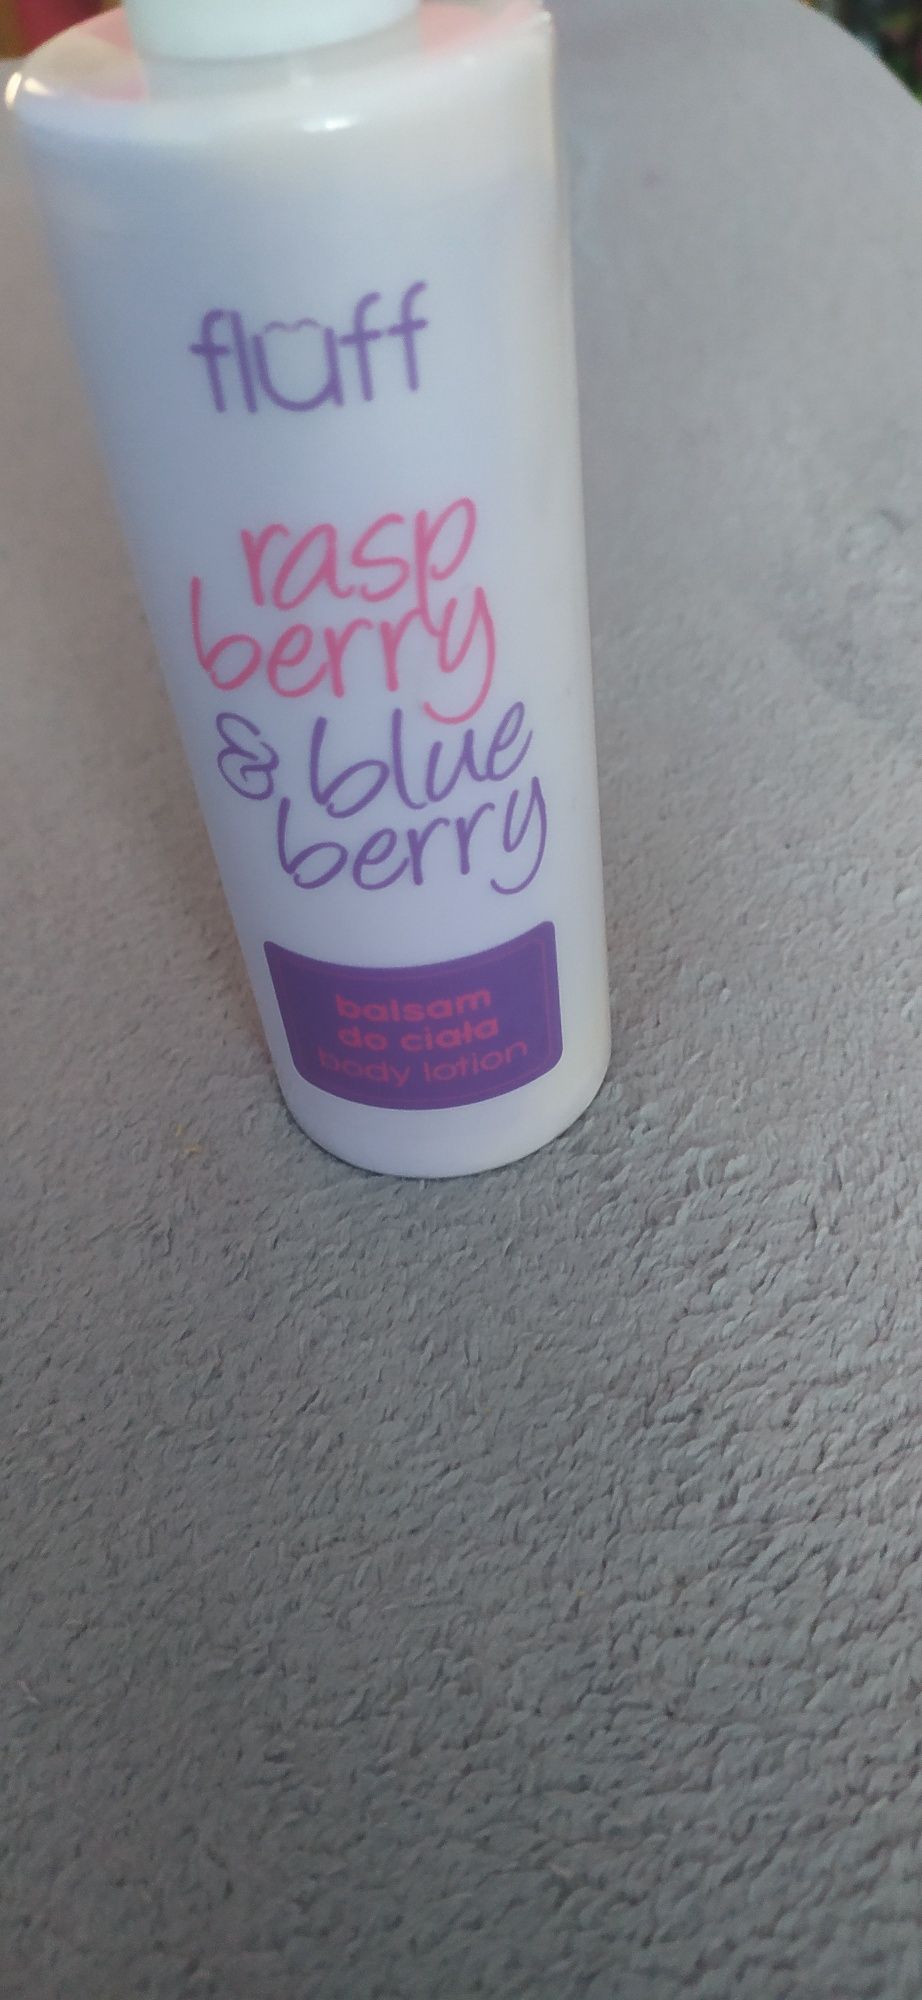 fluff
rasp
berry
& blue
berry
balsam
do ciała
body lotion